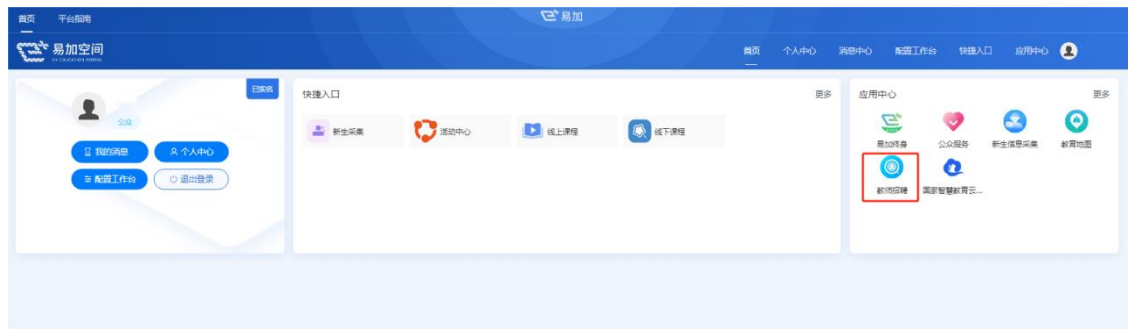 首页 平台指南 易加
易加空间
E+ EDUCATION PORTAL
首页 个人中心 消息中心 配置工作台 快捷入口 应用中心
已实名
公众
我的消息 个人中心
配置工作台 退出登录
快捷入口 更多
新生采集 活动中心 线上课程 线下课程
应用中心 更多
易加终身 公众服务 新生信息采集 教育地图
教师招聘 国家智慧教育云...